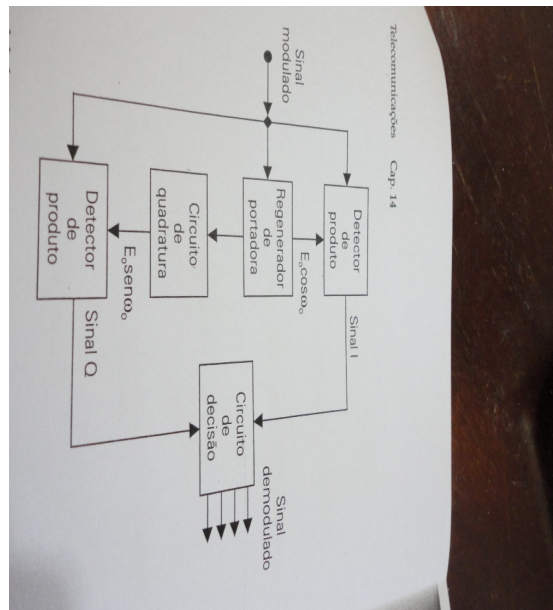 Telecomunicações Cap. 14
Sinal
modulado
Detector
de
produto
Sinal I
E₀cosω₀
Regenerador
de
portadora
Circuito
de
quadratura
E₀senω₀
Detector
de
produto
Sinal Q
Circuito
de
decisão
Sinal
demodulado